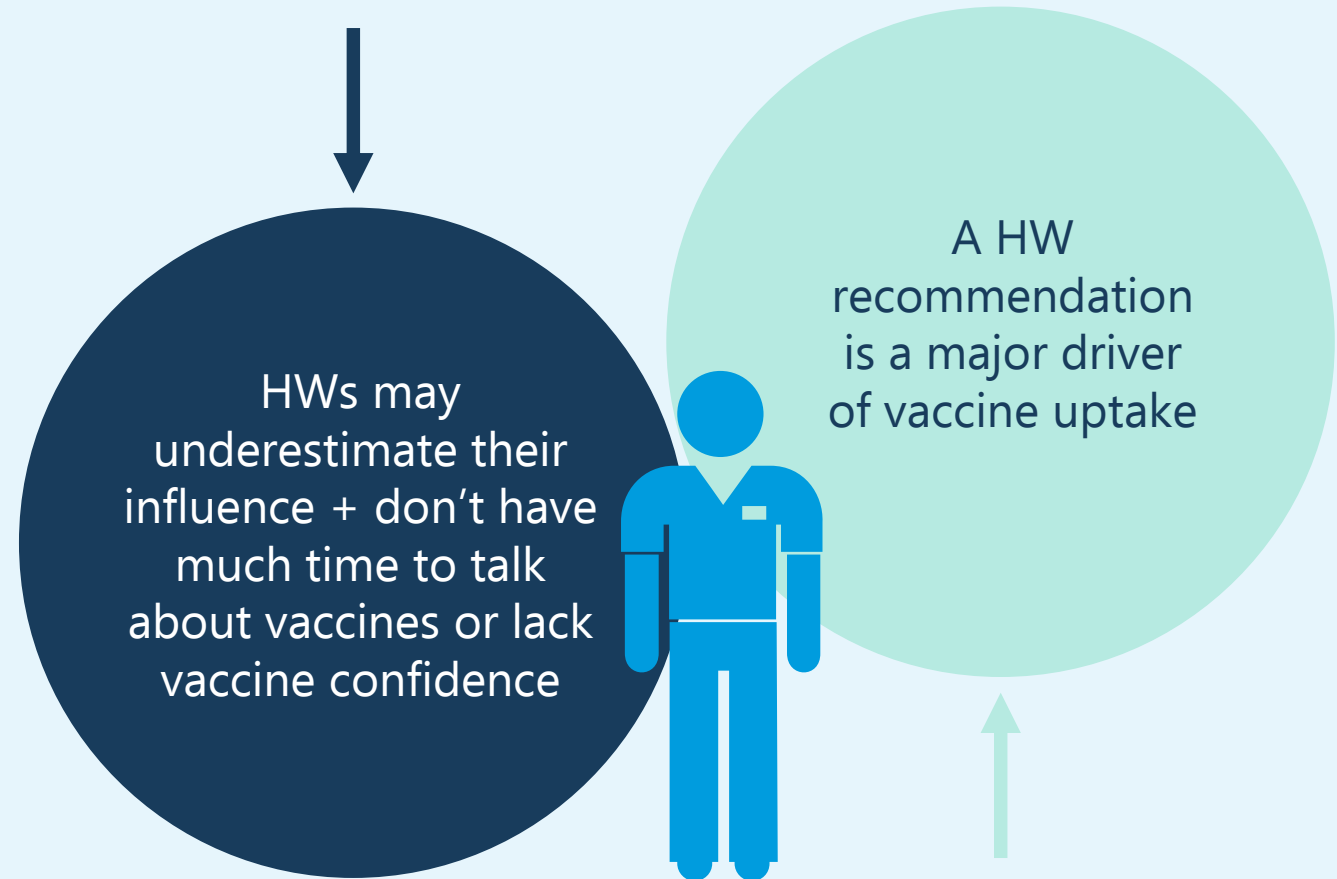 HWs may
underestimate their
influence + don’t have
much time to talk
about vaccines or lack
vaccine confidence
A HW
recommendation
is a major driver
of vaccine uptake